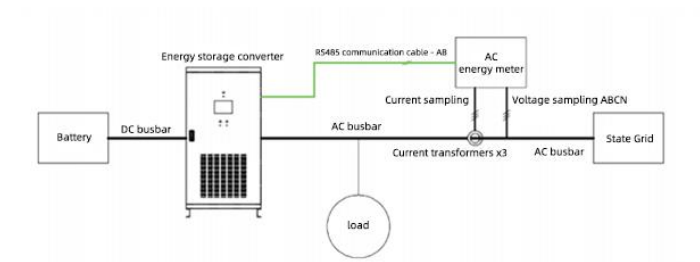 Energy storage converter
RS485 communication cable - AB
AC
energy meter
Current sampling
Voltage sampling ABCN
Battery
DC busbar
AC busbar
Current transformers x3
AC busbar
State Grid
load